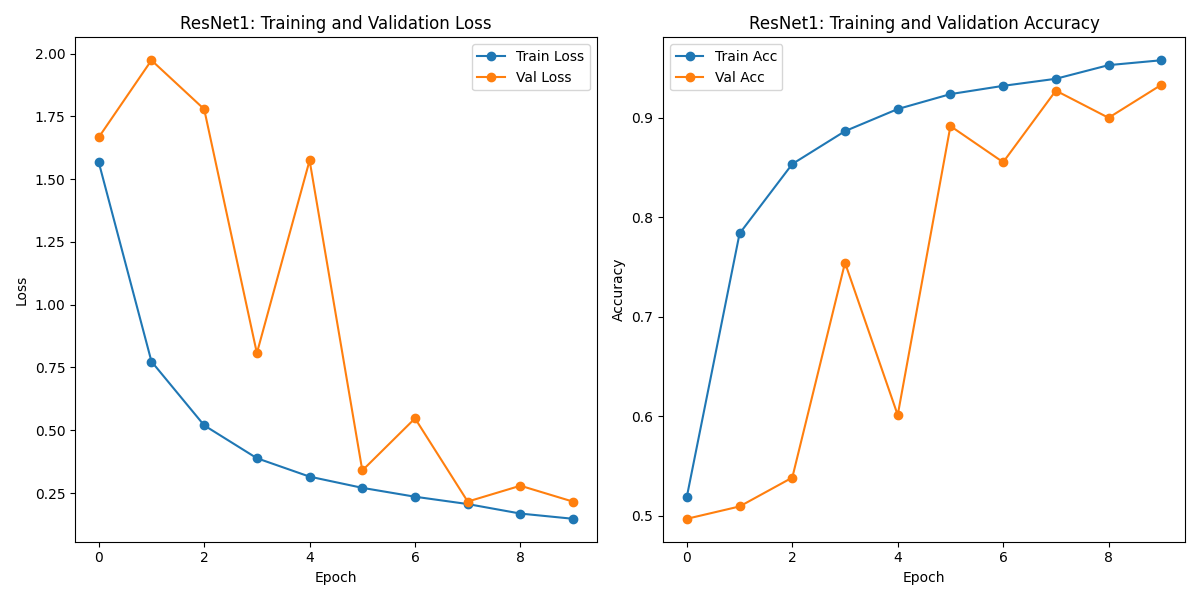 ResNet1: Training and Validation Loss
Train Loss
Val Loss
2.00
1.75
1.50
1.25
1.00
0.75
0.50
0.25
Loss
0 2 4 6 8
Epoch
ResNet1: Training and Validation Accuracy
Train Acc
Val Acc
0.9
0.8
0.7
0.6
0.5
Accuracy
0 2 4 6 8
Epoch